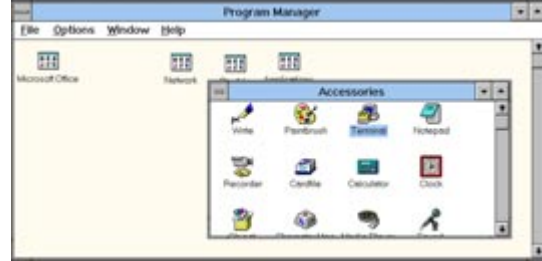 Program Manager
File Options Window Help
Microsoft Office Network
Accessories
Write Paintbrush Terminal Notepad
Recorder Cardfile Calculator Clock